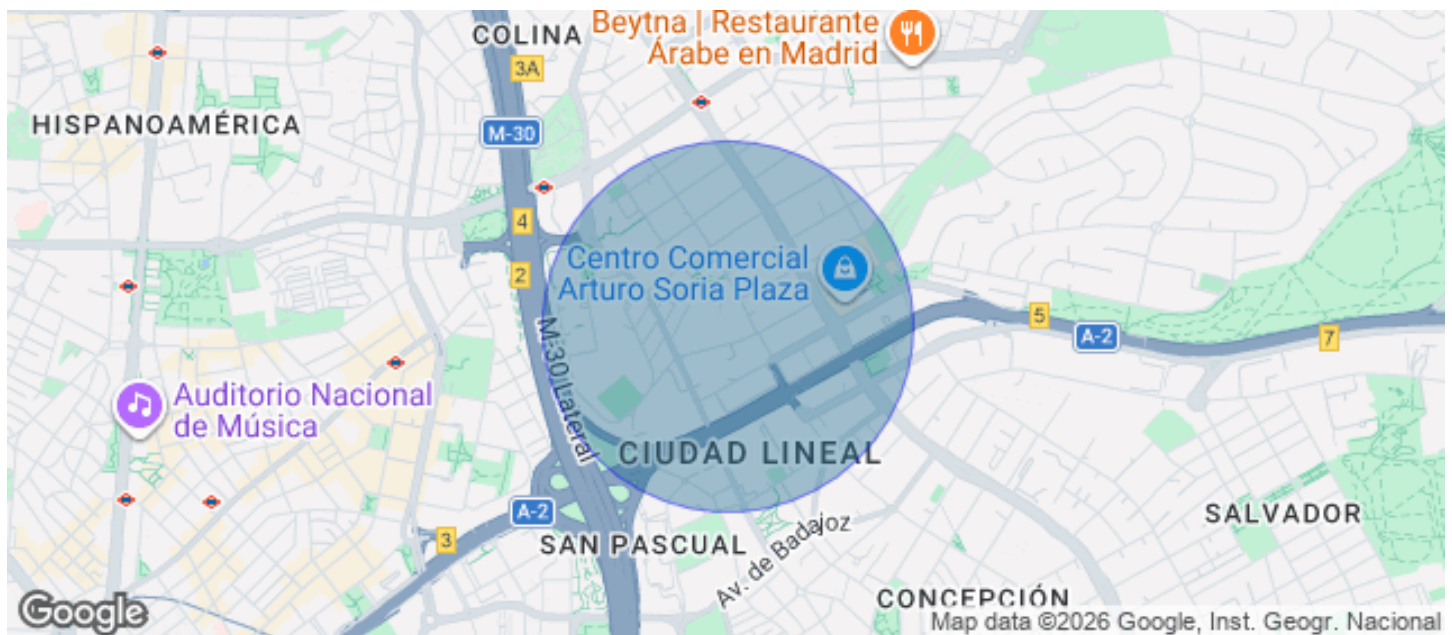 COLINA
Beytna | Restaurante
Árabe en Madrid
3A
HISPANOAMÉRICA
M-30
4
2
Centro Comercial
Arturo Soria Plaza
5
A-2
7
M-30 Lateral
Auditorio Nacional
de Música
CIUDAD LINEAL
A-2
3
SAN PASCUAL
Av. de Badajoz
SALVADOR
CONCEPCIÓN
Google
Map data ©2026 Google, Inst. Geogr. Nacional